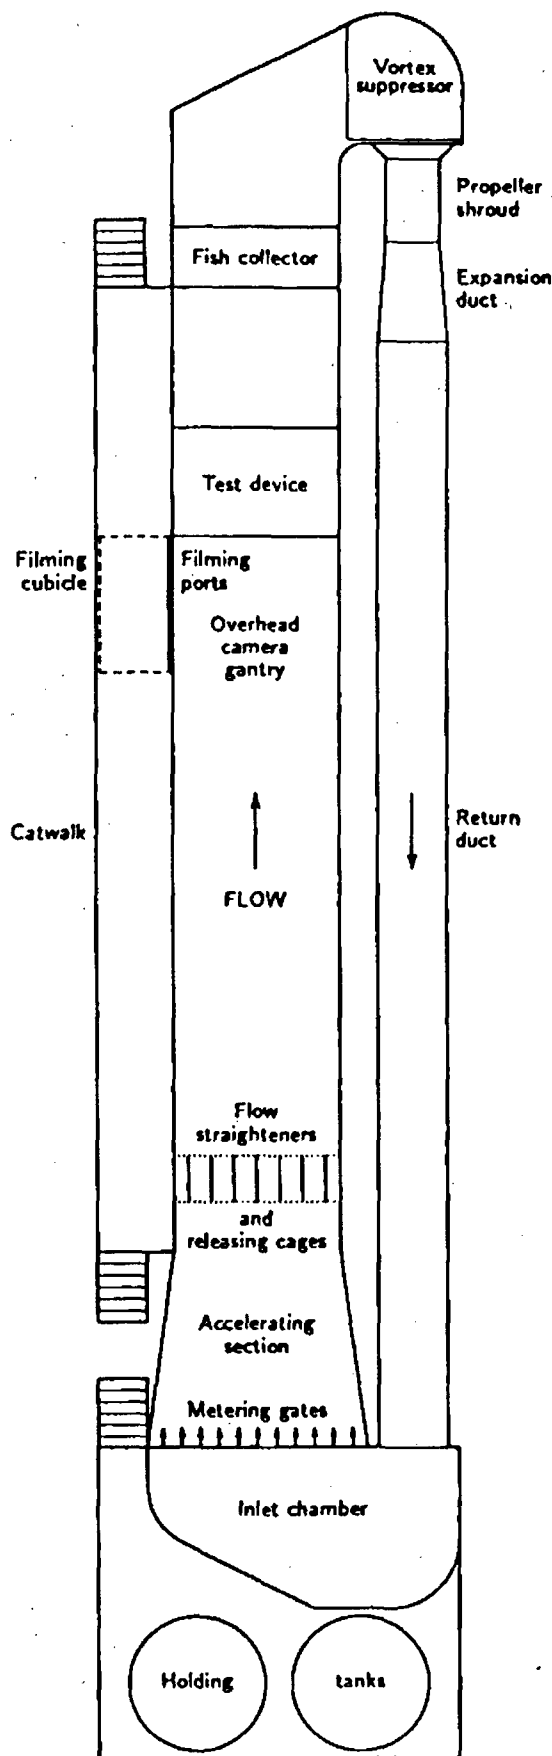 Vortex
suppressor
Propeller
shroud
Fish collector
Expansion
duct
Test device
Filming
cubicle
Filming
ports
Overhead
camera
gantry
Catwalk
Return
duct
FLOW
Flow
straighteners
and
releasing cages
Accelerating
section
Metering gates
Inlet chamber
Holding tanks